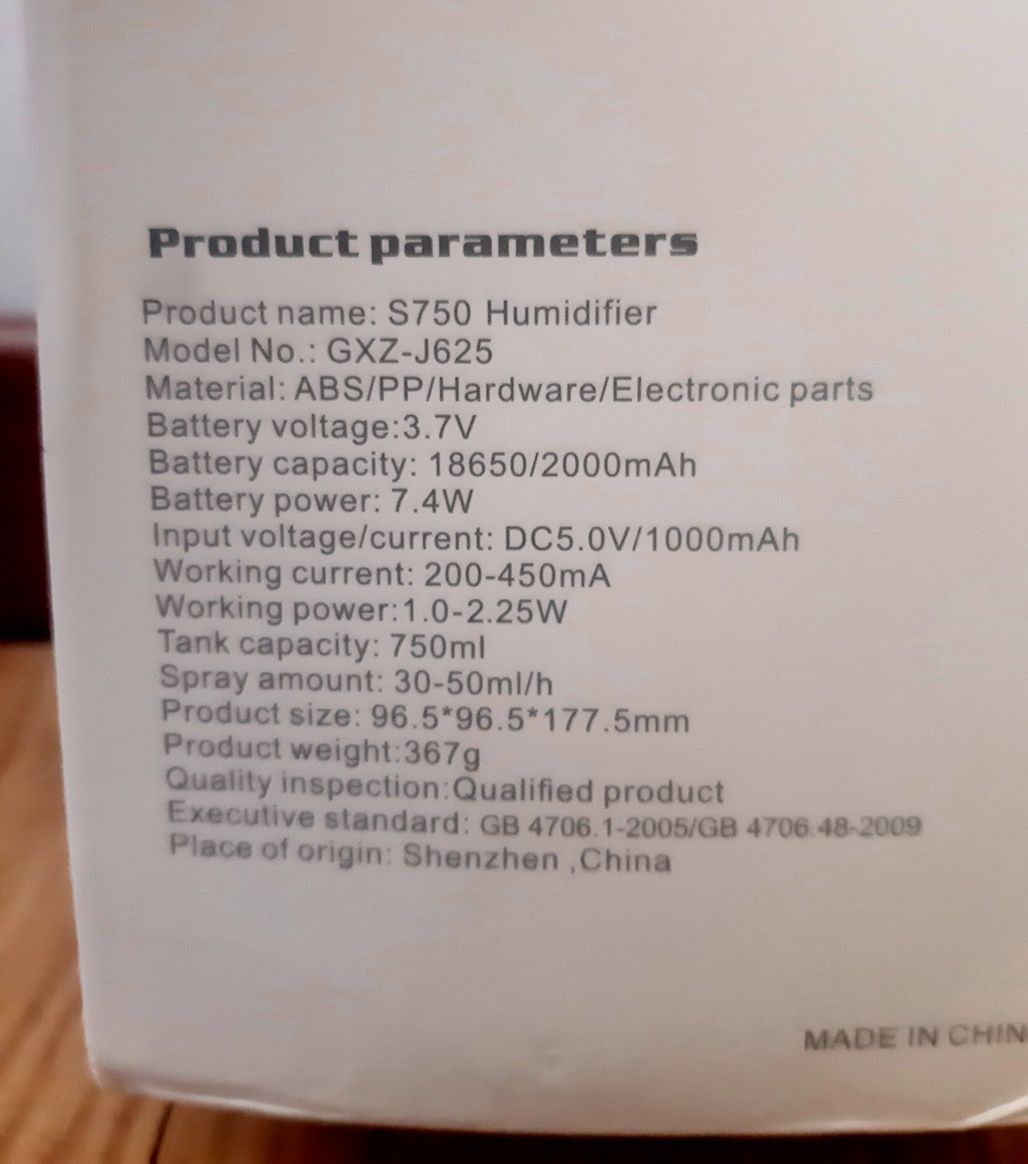 Product parameters
Product name: S750 Humidifier
Model No.: GXZ-J625
Material: ABS/PP/Hardware/Electronic parts
Battery voltage:3.7V
Battery capacity: 18650/2000mAh
Battery power: 7.4W
Input voltage/current: DC5.0V/1000mAh
Working current: 200-450mA
Working power:1.0-2.25W
Tank capacity: 750ml
Spray amount: 30-50ml/h
Product size: 96.5*96.5*177.5mm
Product weight:367g
Quality inspection:Qualified product
Executive standard: GB 4706.1-2005/GB 4706.48-2009
Place of origin: Shenzhen ,China
MADE IN CHIN